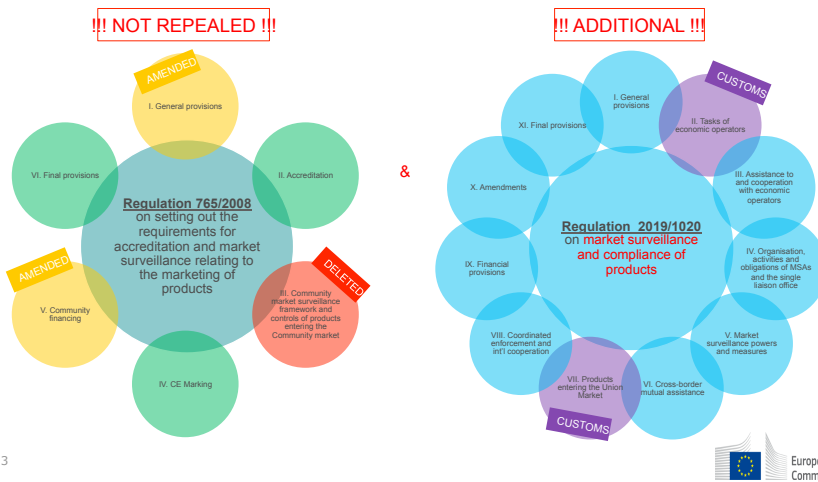 !!! NOT REPEALED !!!
AMENDED
I. General provisions
VI. Final provisions
II. Accreditation
Regulation 765/2008
on setting out the
requirements for
accreditation and market
surveillance relating to
the marketing of
products
AMENDED
V. Community
financing
DELETED
III. Community
market surveillance
framework and
controls of products
entering the
Community market
IV. CE Marking
&
!!! ADDITIONAL !!!
I. General
provisions
CUSTOMS
II. Tasks of
economic operators
XI. Final provisions
III. Assistance to
and cooperation
with economic
operators
X. Amendments
Regulation 2019/1020
on market surveillance
and compliance of
products
IV. Organisation,
activities and
obligations of MSAs
and the single
liaison office
IX. Financial
provisions
V. Market
surveillance powers
and measures
VIII. Coordinated
enforcement and
int'l cooperation
VII. Products
entering the Union
Market
CUSTOMS
VI. Cross-border
mutual assistance
3
Europe
Comm